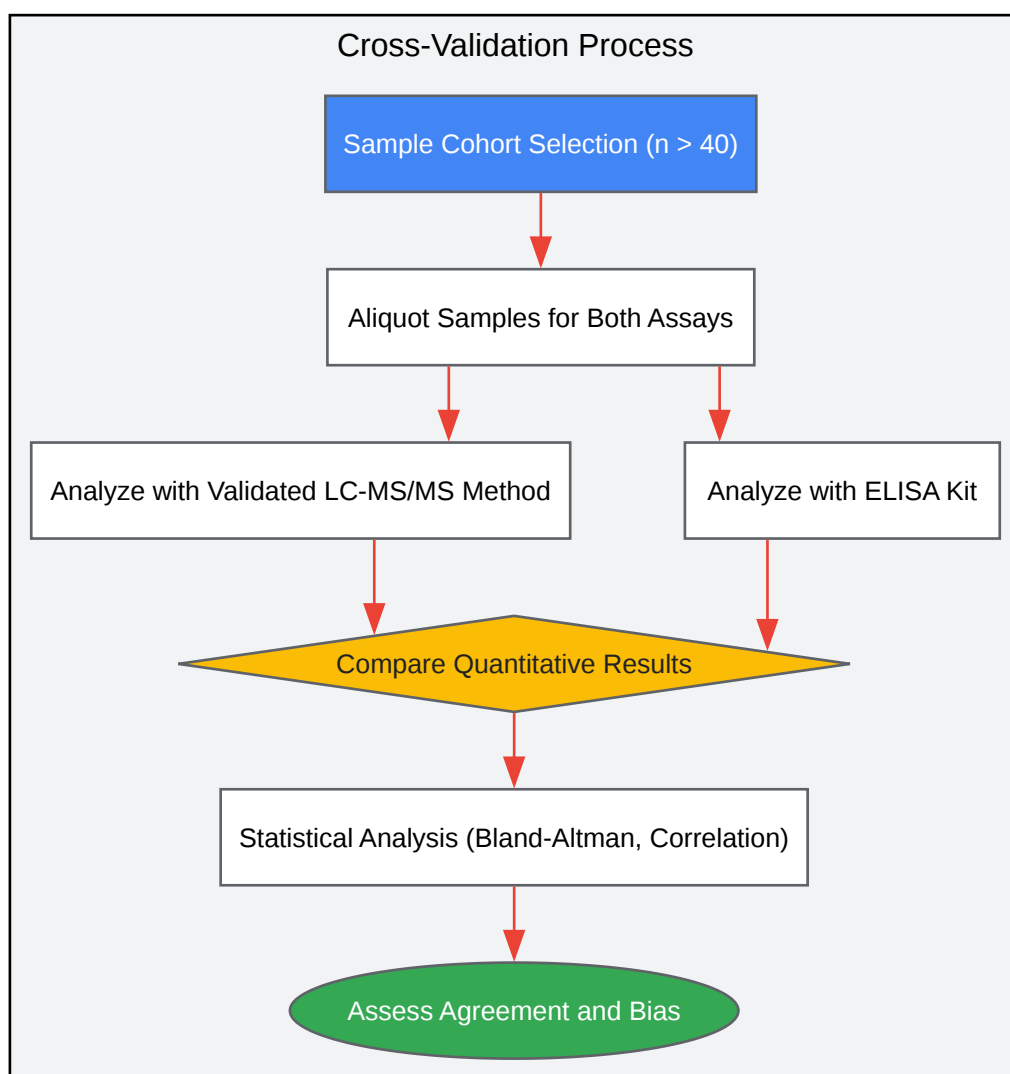 Cross-Validation Process
Sample Cohort Selection (n > 40)
Aliquot Samples for Both Assays
Analyze with Validated LC-MS/MS Method
Analyze with ELISA Kit
Compare Quantitative Results
Statistical Analysis (Bland-Altman, Correlation)
Assess Agreement and Bias